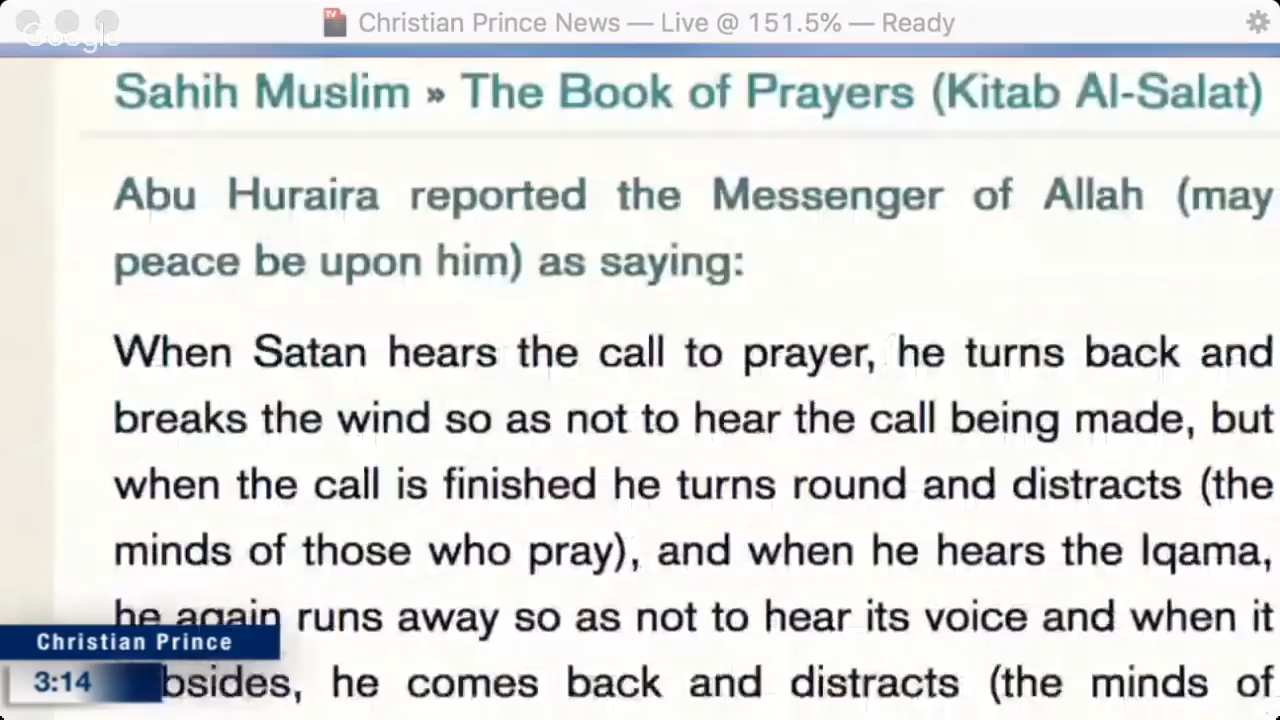 Christian Prince News — Live @ 151.5% — Ready
Google
Sahih Muslim » The Book of Prayers (Kitab Al-Salat)
Abu Huraira reported the Messenger of Allah (may
peace be upon him) as saying:
When Satan hears the call to prayer, he turns back and
breaks the wind so as not to hear the call being made, but
when the call is finished he turns round and distracts (the
minds of those who pray), and when he hears the Iqama,
he again runs away so as not to hear its voice and when it
bsides, he comes back and distracts (the minds of
Christian Prince
3:14